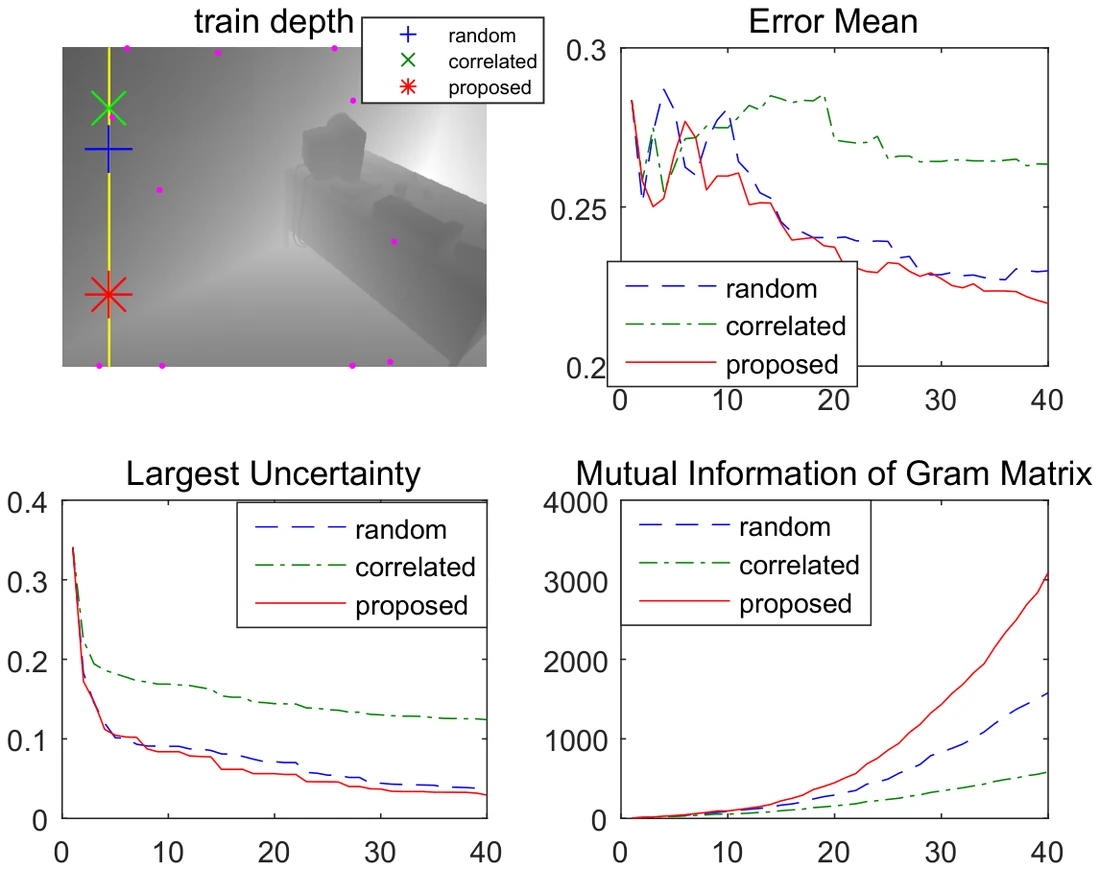 train depth
random
correlated
proposed
Error Mean
0.3
0.25
0.2
random
correlated
proposed
0 10 20 30 40
Largest Uncertainty
0.4
0.3
0.2
0.1
0
random
correlated
proposed
0 10 20 30 40
Mutual Information of Gram Matrix
4000
3000
2000
1000
0
random
correlated
proposed
0 10 20 30 40